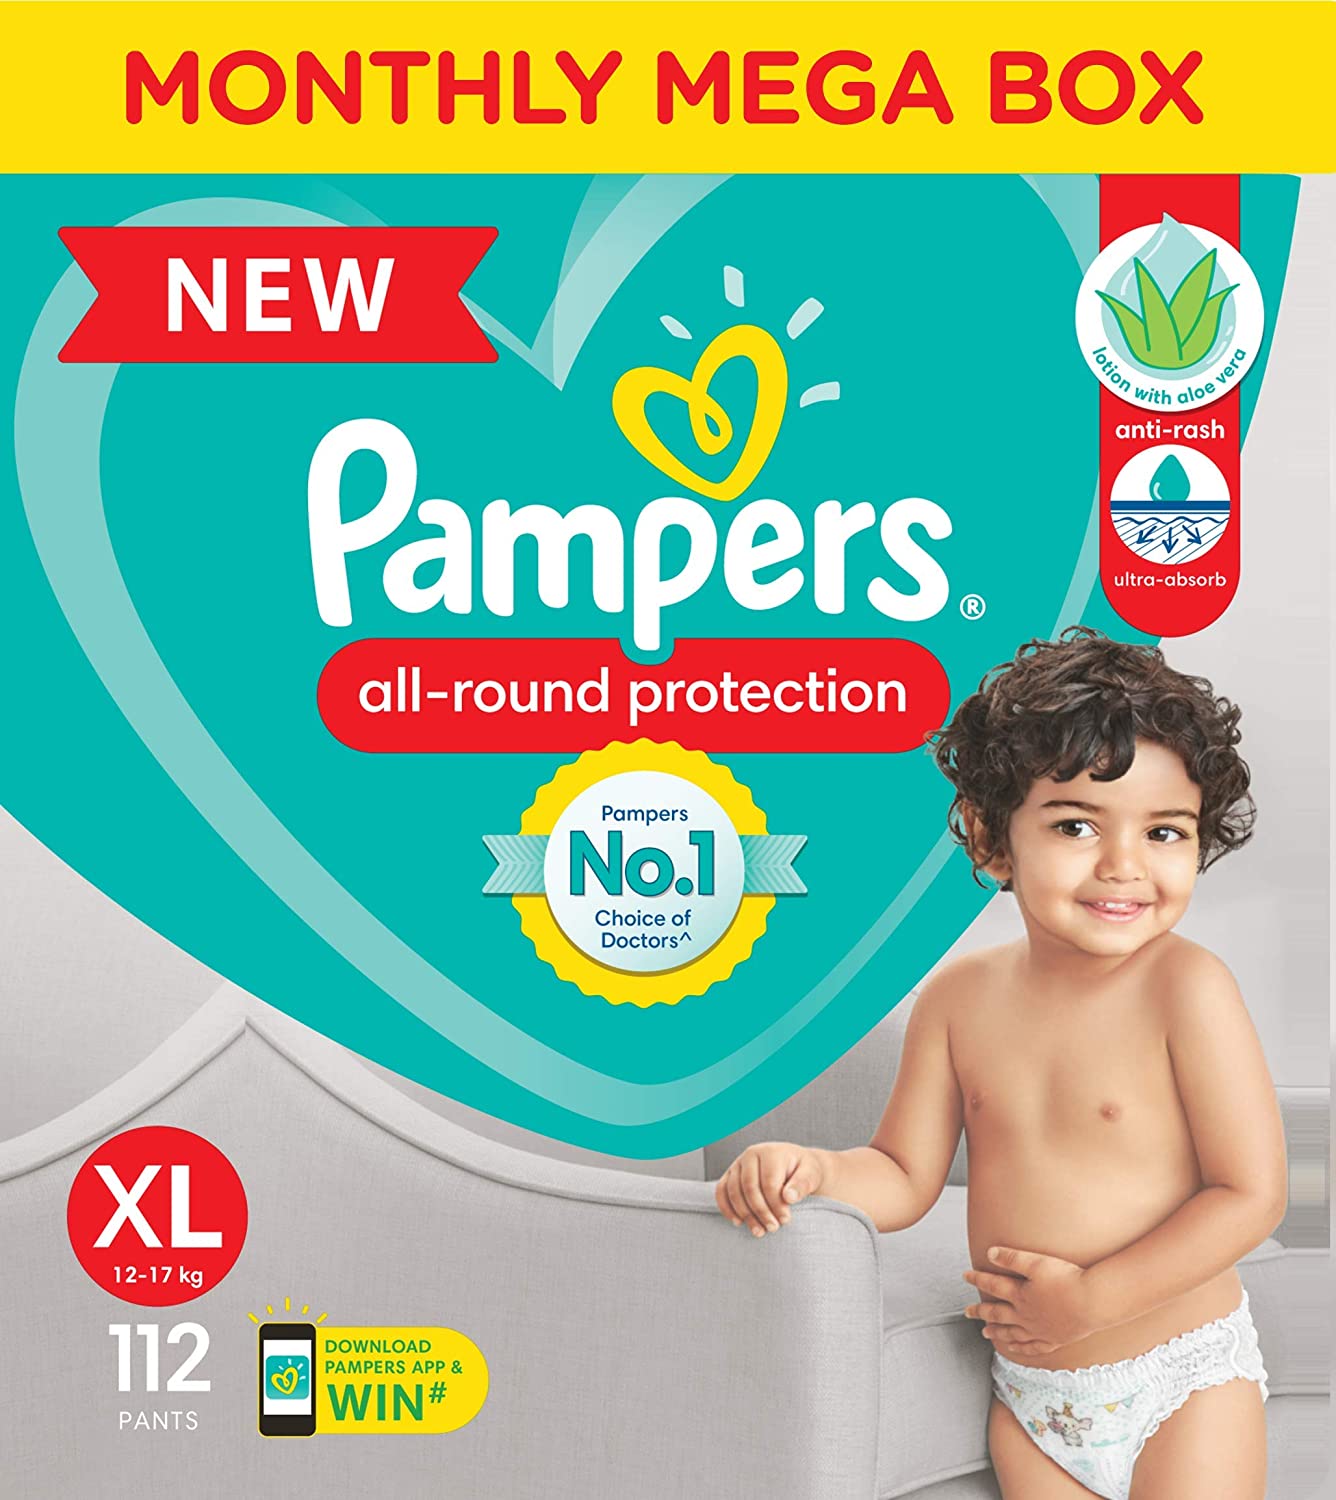 MONTHLY MEGA BOX
NEW
Pampers®
all-round protection
lotion with aloe vera
anti-rash
ultra-absorb
Pampers
No.1
Choice of
Doctors^
XL
12-17 kg
112
PANTS
DOWNLOAD
PAMPERS APP &
WIN#